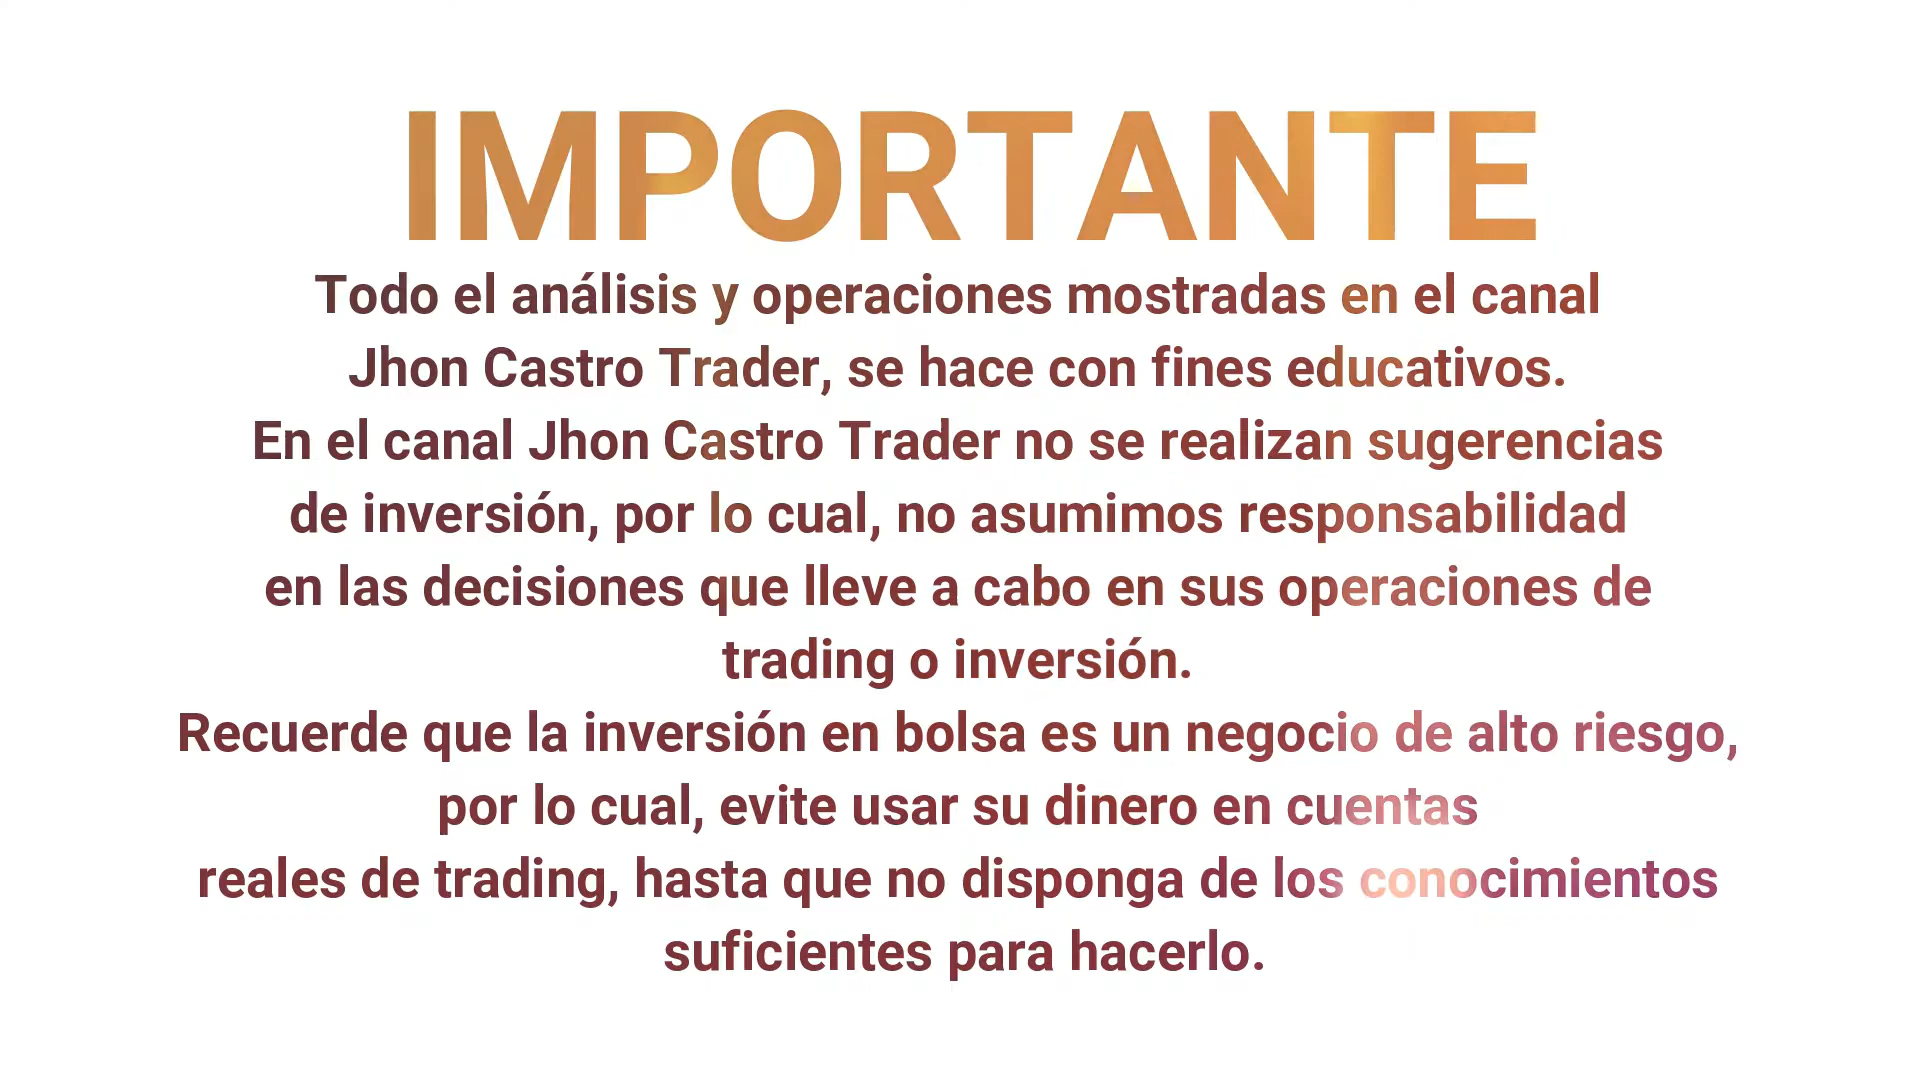 IMPORTANTE
Todo el análisis y operaciones mostradas en el canal
Jhon Castro Trader, se hace con fines educativos.
En el canal Jhon Castro Trader no se realizan sugerencias
de inversión, por lo cual, no asumimos responsabilidad
en las decisiones que lleve a cabo en sus operaciones de
trading o inversión.
Recuerde que la inversión en bolsa es un negocio de alto riesgo,
por lo cual, evite usar su dinero en cuentas
reales de trading, hasta que no disponga de los conocimientos
suficientes para hacerlo.